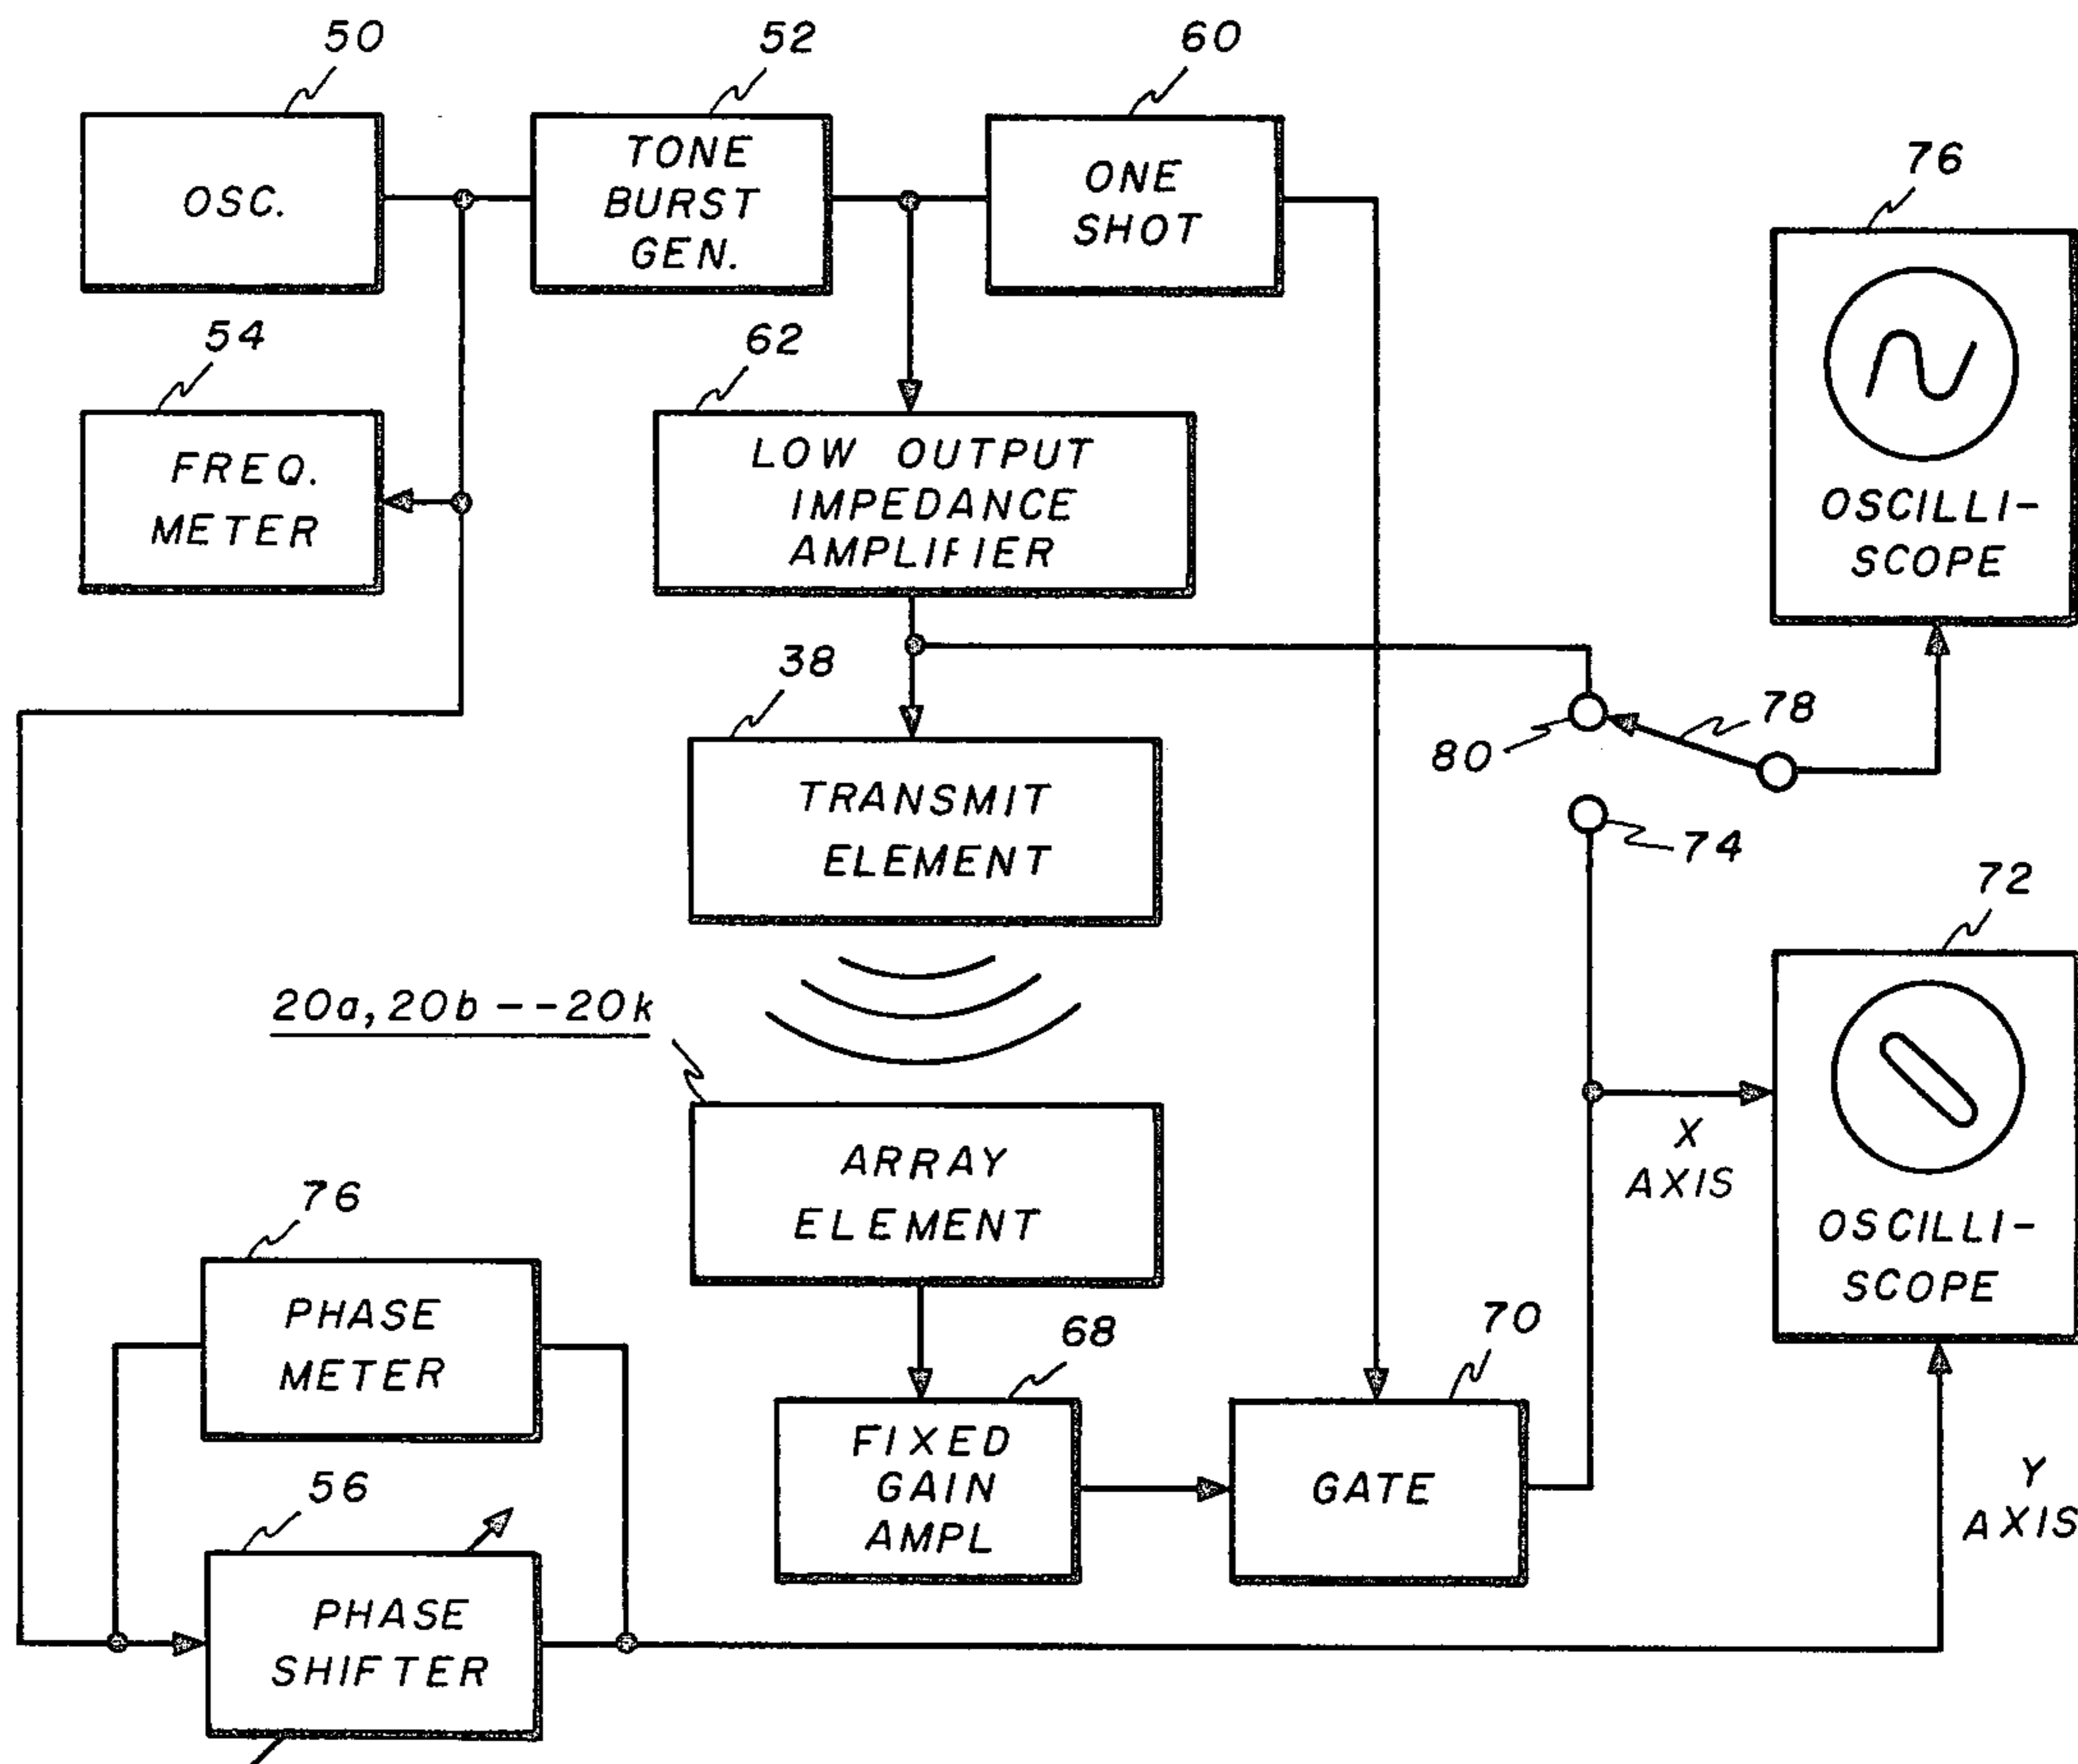 50
52
60
OSC.
TONE
BURST
GEN.
ONE
SHOT
76
54
62
FREQ.
METER
LOW OUTPUT
IMPEDANCE
AMPLIFIER
OSCILLI-
SCOPE
38
78
80
74
TRANSMIT
ELEMENT
72
20a, 20b -- 20k
X
AXIS
ARRAY
ELEMENT
OSCILLI-
SCOPE
76
PHASE
METER
68
70
FIXED
GAIN
AMPL
GATE
Y
AXIS
56
PHASE
SHIFTER